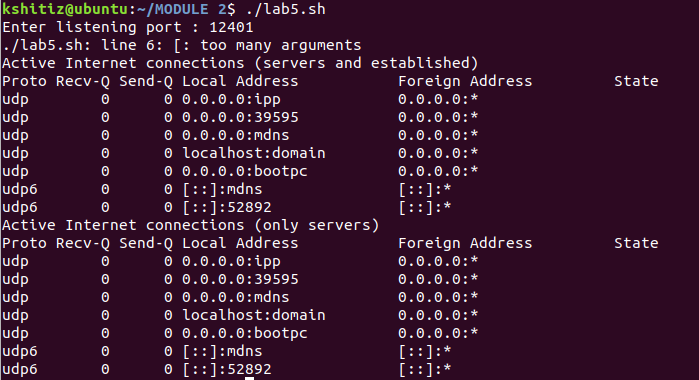 kshitiz@ubuntu:~/MODULE 2$ ./lab5.sh
Enter listening port : 12401
./lab5.sh: line 6: [: too many arguments
Active Internet connections (servers and established)
Proto Recv-Q Send-Q Local Address           Foreign Address         State
udp        0      0 0.0.0.0:ipp             0.0.0.0:*
udp        0      0 0.0.0.0:39595           0.0.0.0:*
udp        0      0 0.0.0.0:mdns            0.0.0.0:*
udp        0      0 localhost:domain        0.0.0.0:*
udp        0      0 0.0.0.0:bootpc          0.0.0.0:*
udp6       0      0 [::]:mdns               [::]:*
udp6       0      0 [::]:52892              [::]:*
Active Internet connections (only servers)
Proto Recv-Q Send-Q Local Address           Foreign Address         State
udp        0      0 0.0.0.0:ipp             0.0.0.0:*
udp        0      0 0.0.0.0:39595           0.0.0.0:*
udp        0      0 0.0.0.0:mdns            0.0.0.0:*
udp        0      0 localhost:domain        0.0.0.0:*
udp        0      0 0.0.0.0:bootpc          0.0.0.0:*
udp6       0      0 [::]:mdns               [::]:*
udp6       0      0 [::]:52892              [::]:*